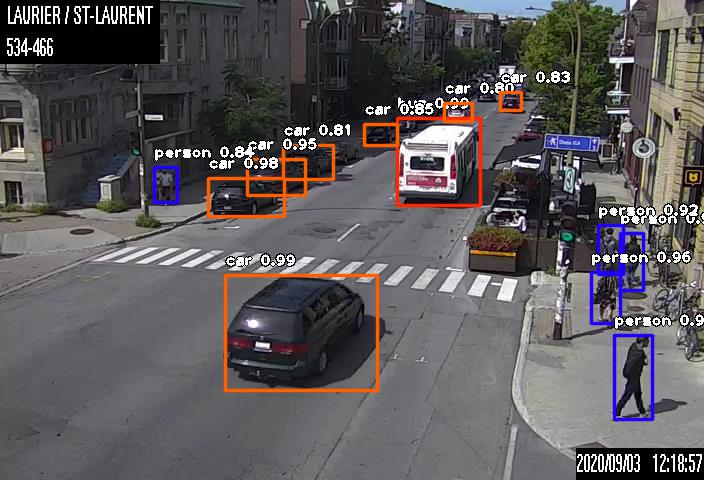 LAURIER / ST-LAURENT
534-466
car 0.83
car 0.80
car 0.85
car 0.81
car 0.95
person 0.84
car 0.98
person 0.92
person 0.96
car 0.99
2020/09/03 12:18:57